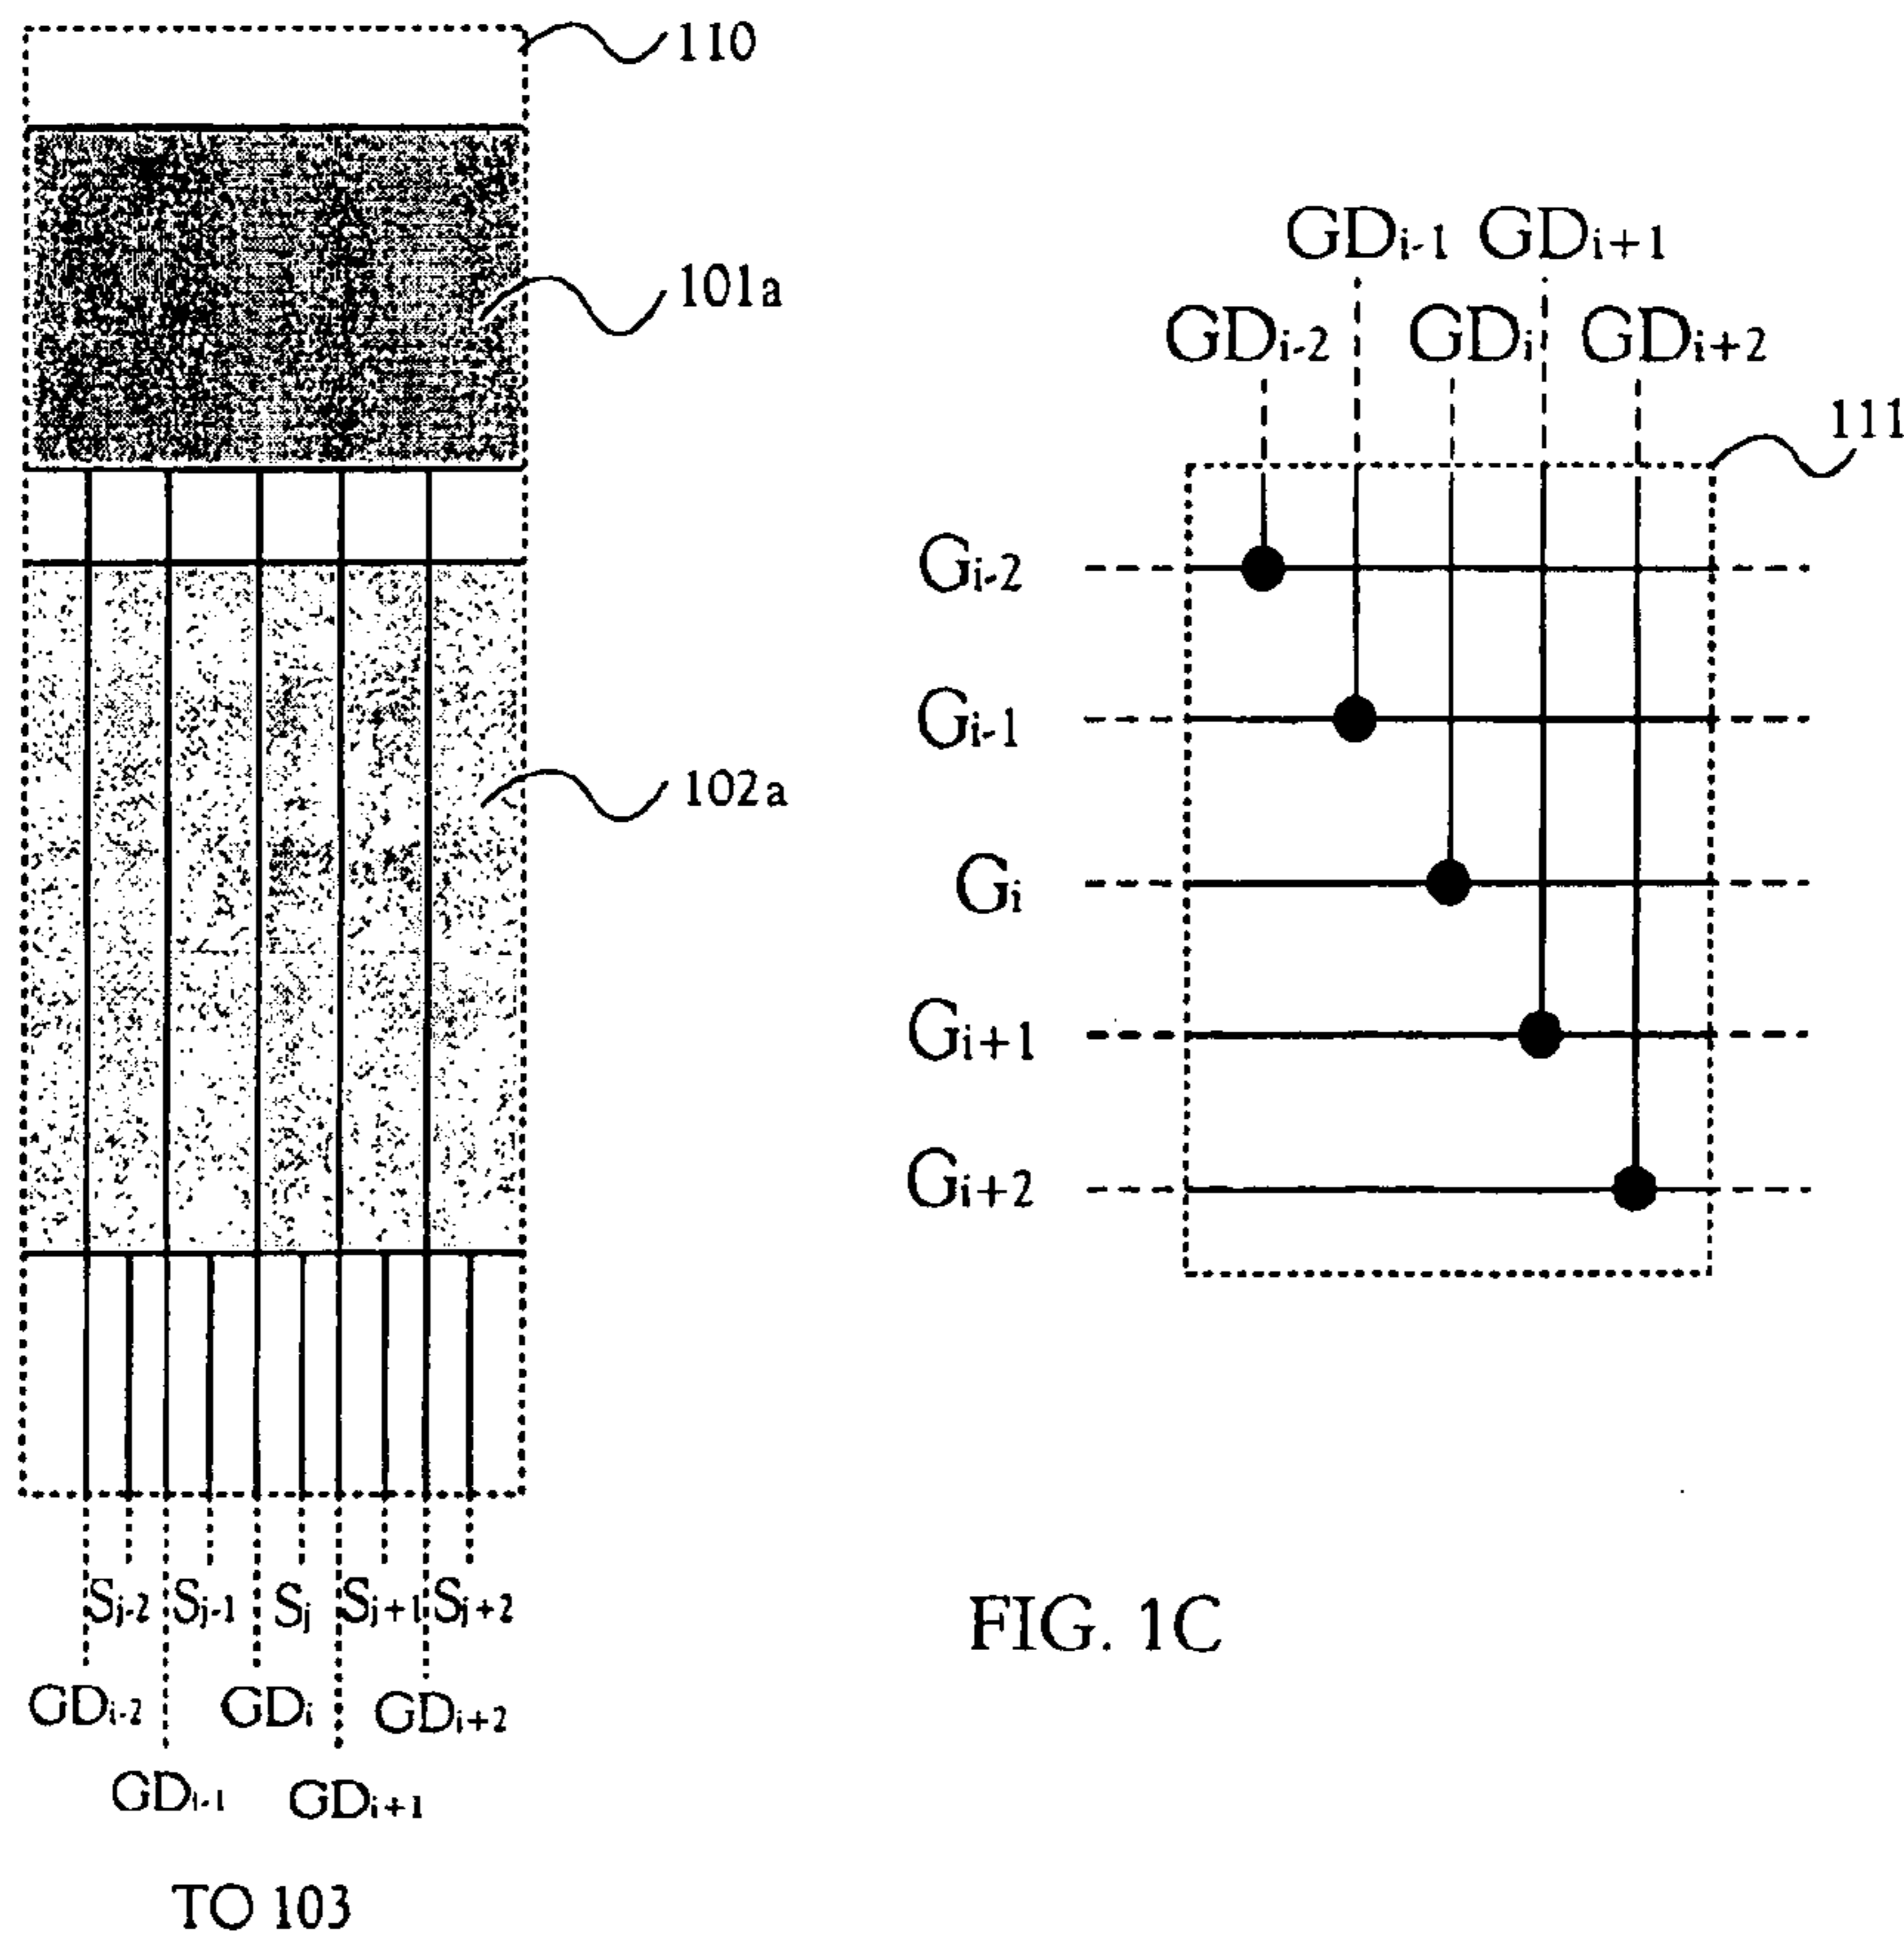 110
101a
102a
Sj-2 Sj-1 Sj Sj+1 Sj+2
GDi-2 GDi GDi+2
GDi-1 GDi+1
TO 103
GDi-1 GDi+1
GDi-2 GDi GDi+2
111
Gi-2
Gi-1
Gi
Gi+1
Gi+2
FIG. 1C